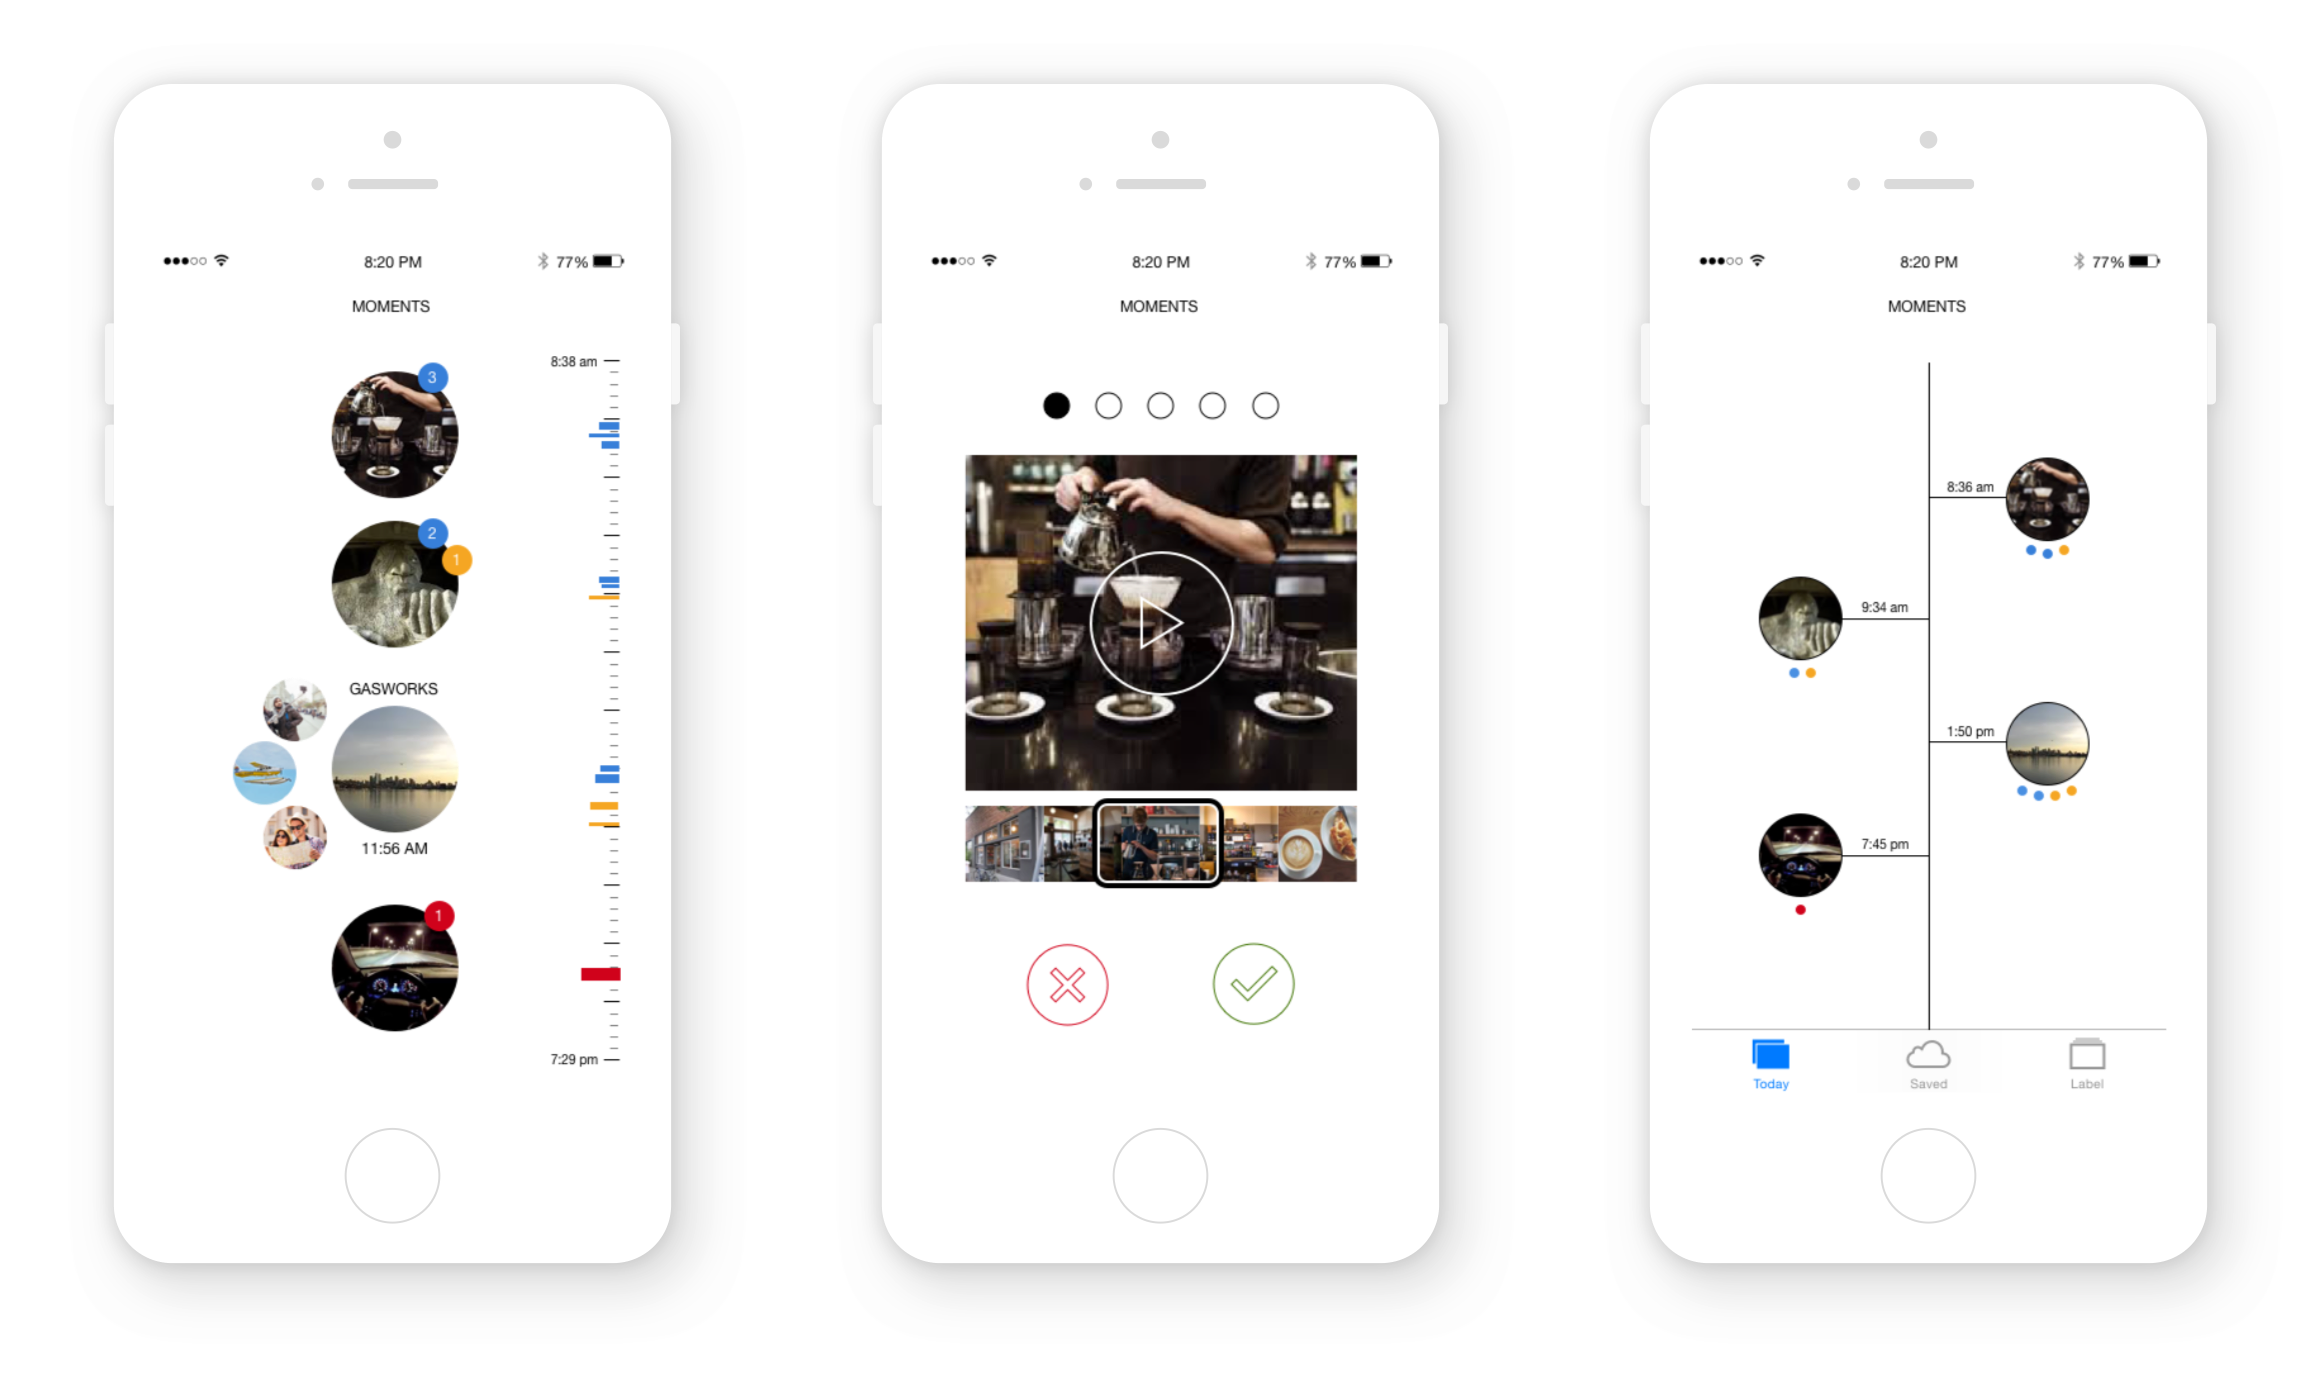 8:20 PM
77%
MOMENTS
8:38 am
3
2
1
GASWORKS
11:56 AM
1
7:29 pm
8:20 PM
77%
MOMENTS
8:20 PM
77%
MOMENTS
8:36 am
9:34 am
1:50 pm
7:45 pm
Today
Saved
Label